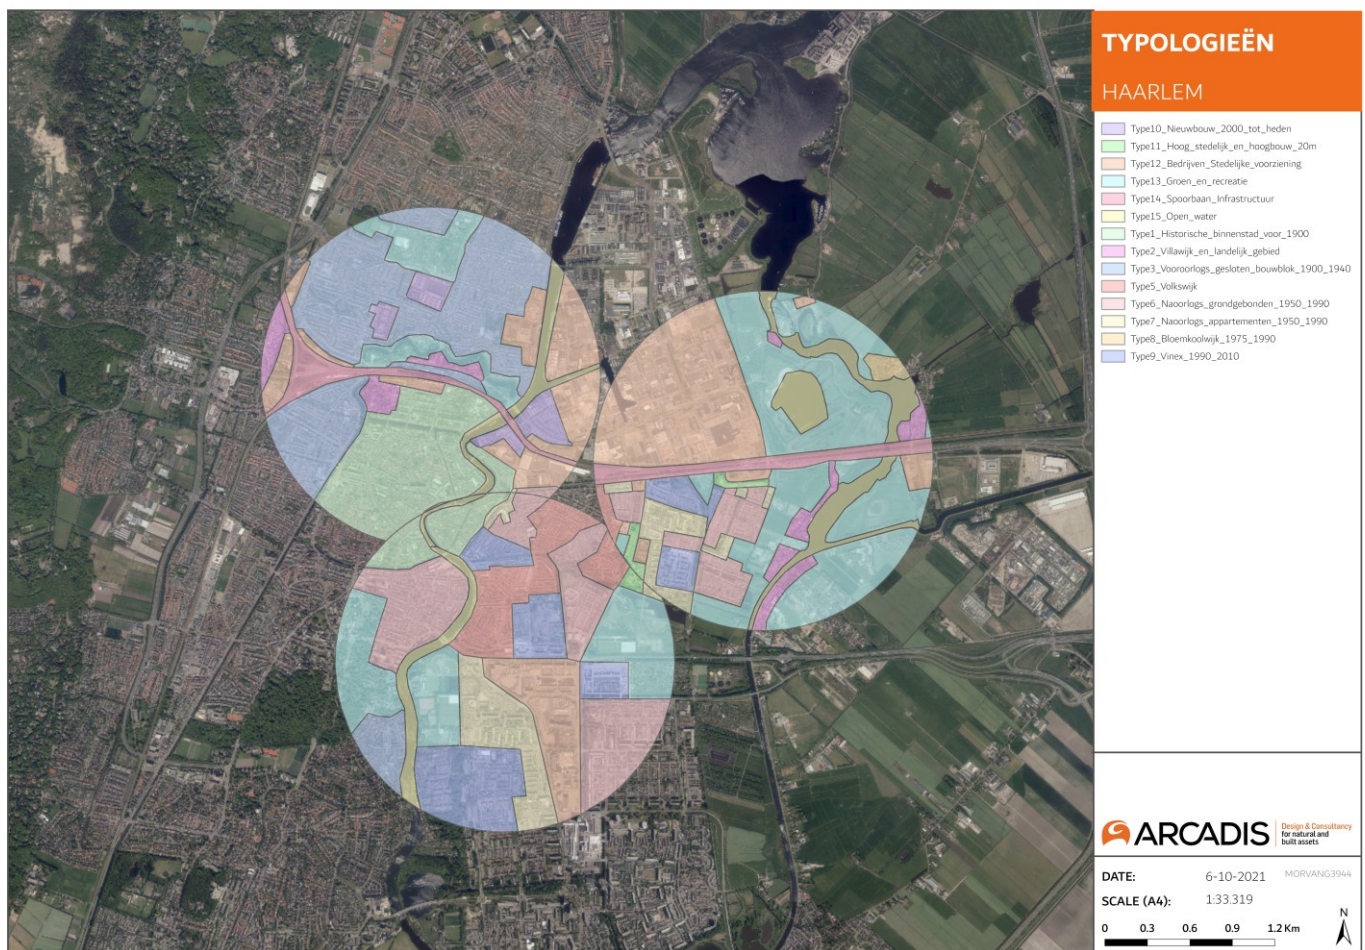 TYPOLOGIEËN
HAARLEM
Type10_Nieuwbouw_2000_tot_heden
Type11_Hoog_stedelijk_en_hoogbouw_20m
Type12_Bedrijven_Stedelijke_voorziening
Type13_Groen_en_recreatie
Type14_Spoorbaan_Infrastructuur
Type15_Open_water
Type1_Historische_binnenstad_voor_1900
Type2_Villawijk_en_landelijk_gebied
Type3_Vooroorlogs_gesloten_bouwblok_1900_1940
Type5_Volkswijk
Type6_Naoorlogs_grondgebonden_1950_1990
Type7_Naoorlogs_appartementen_1950_1990
Type8_Bloemkoolwijk_1975_1990
Type9_Vinex_1990_2010
ARCADIS
Design & Consultancy
for natural and
built assets
DATE: 6-10-2021 MORVANG3944
SCALE (A4): 1:33.319
0 0.3 0.6 0.9 1.2 Km
N